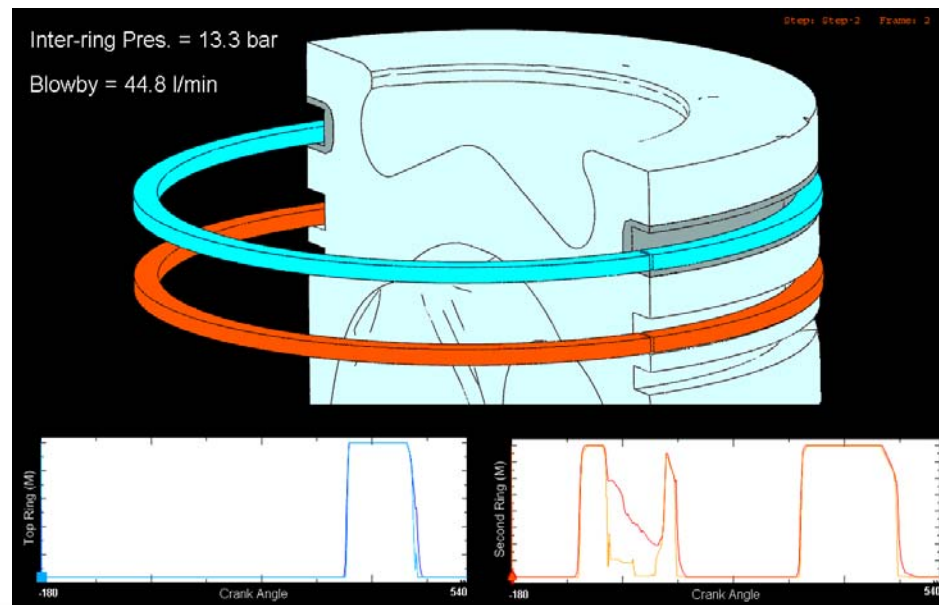 Step: Step-2 Frame: 2
Inter-ring Pres. = 13.3 bar
Blowby = 44.8 l/min
Top Ring (M)
-180
Crank Angle
540
Second Ring (M)
-180
Crank Angle
540